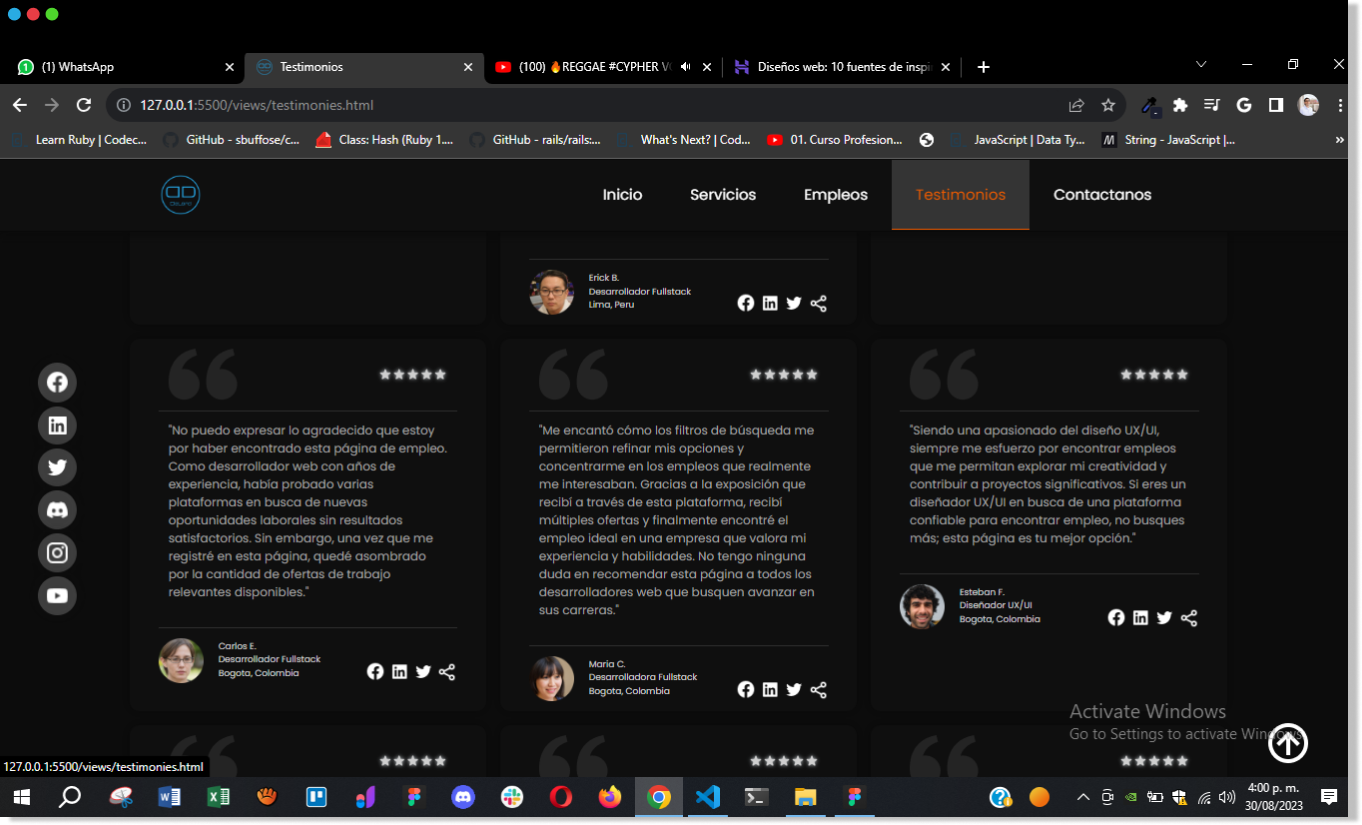 (1) WhatsApp
Testimonios
(100) 🔥REGGAE #CYPHER V
Diseños web: 10 fuentes de inspi
127.0.0.1:5500/views/testimonies.html
Learn Ruby | Codec...
GitHub - sbuffose/c...
Class: Hash (Ruby 1....
GitHub - rails/rails:...
What's Next? | Cod...
01. Curso Profesion...
JavaScript | Data Ty...
String - JavaScript |...
Inicio
Servicios
Empleos
Testimonios
Contactanos
Erick B.
Desarrollador Fullstack
Lima, Peru
"No puedo expresar lo agradecido que estoy
por haber encontrado esta página de empleo.
Como desarrollador web con años de
experiencia, había probado varias
plataformas en busca de nuevas
oportunidades laborales sin resultados
satisfactorios. Sin embargo, una vez que me
registré en esta página, quedé asombrado
por la cantidad de ofertas de trabajo
relevantes disponibles."
Carlos E.
Desarrollador Fullstack
Bogota, Colombia
"Me encantó cómo los filtros de búsqueda me
permitieron refinar mis opciones y
concentrarme en los empleos que realmente
me interesaban. Gracias a la exposición que
recibí a través de esta plataforma, recibí
múltiples ofertas y finalmente encontré el
empleo ideal en una empresa que valora mi
experiencia y habilidades. No tengo ninguna
duda en recomendar esta página a todos los
desarrolladores web que busquen avanzar en
sus carreras."
Maria C.
Desarrolladora Fullstack
Bogota, Colombia
"Siendo una apasionado del diseño UX/UI,
siempre me esfuerzo por encontrar empleos
que me permitan explorar mi creatividad y
contribuir a proyectos significativos. Si eres un
diseñador UX/UI en busca de una plataforma
confiable para encontrar empleo, no busques
más; esta página es tu mejor opción."
Esteban F.
Diseñador UX/UI
Bogota, Colombia
Activate Windows
Go to Settings to activate Windows.
127.0.0.1:5500/views/testimonies.html
4:00 p. m.
30/08/2023